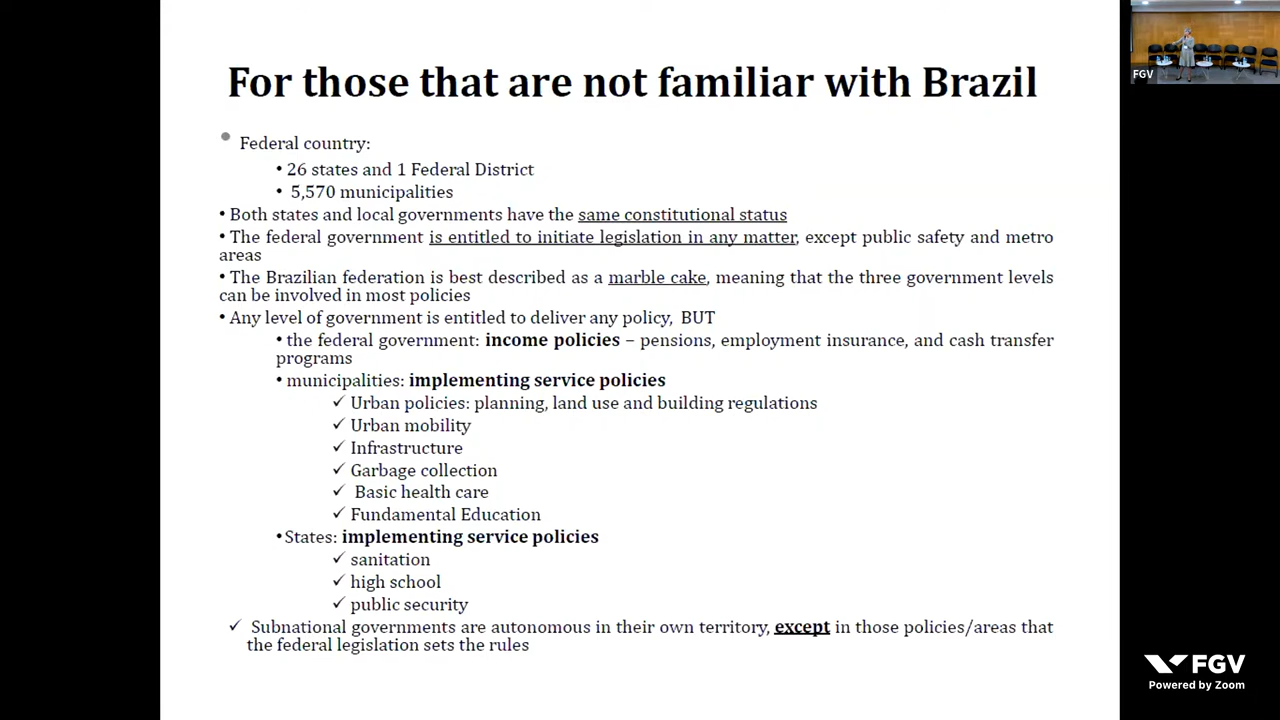 For those that are not familiar with Brazil
• Federal country:
• 26 states and 1 Federal District
• 5,570 municipalities
• Both states and local governments have the same constitutional status
• The federal government is entitled to initiate legislation in any matter, except public safety and metro
areas
• The Brazilian federation is best described as a marble cake, meaning that the three government levels
can be involved in most policies
• Any level of government is entitled to deliver any policy, BUT
• the federal government: income policies – pensions, employment insurance, and cash transfer
programs
• municipalities: implementing service policies
✓ Urban policies: planning, land use and building regulations
✓ Urban mobility
✓ Infrastructure
✓ Garbage collection
✓ Basic health care
✓ Fundamental Education
• States: implementing service policies
✓ sanitation
✓ high school
✓ public security
✓ Subnational governments are autonomous in their own territory, except in those policies/areas that
the federal legislation sets the rules
FGV
FGV
Powered by Zoom